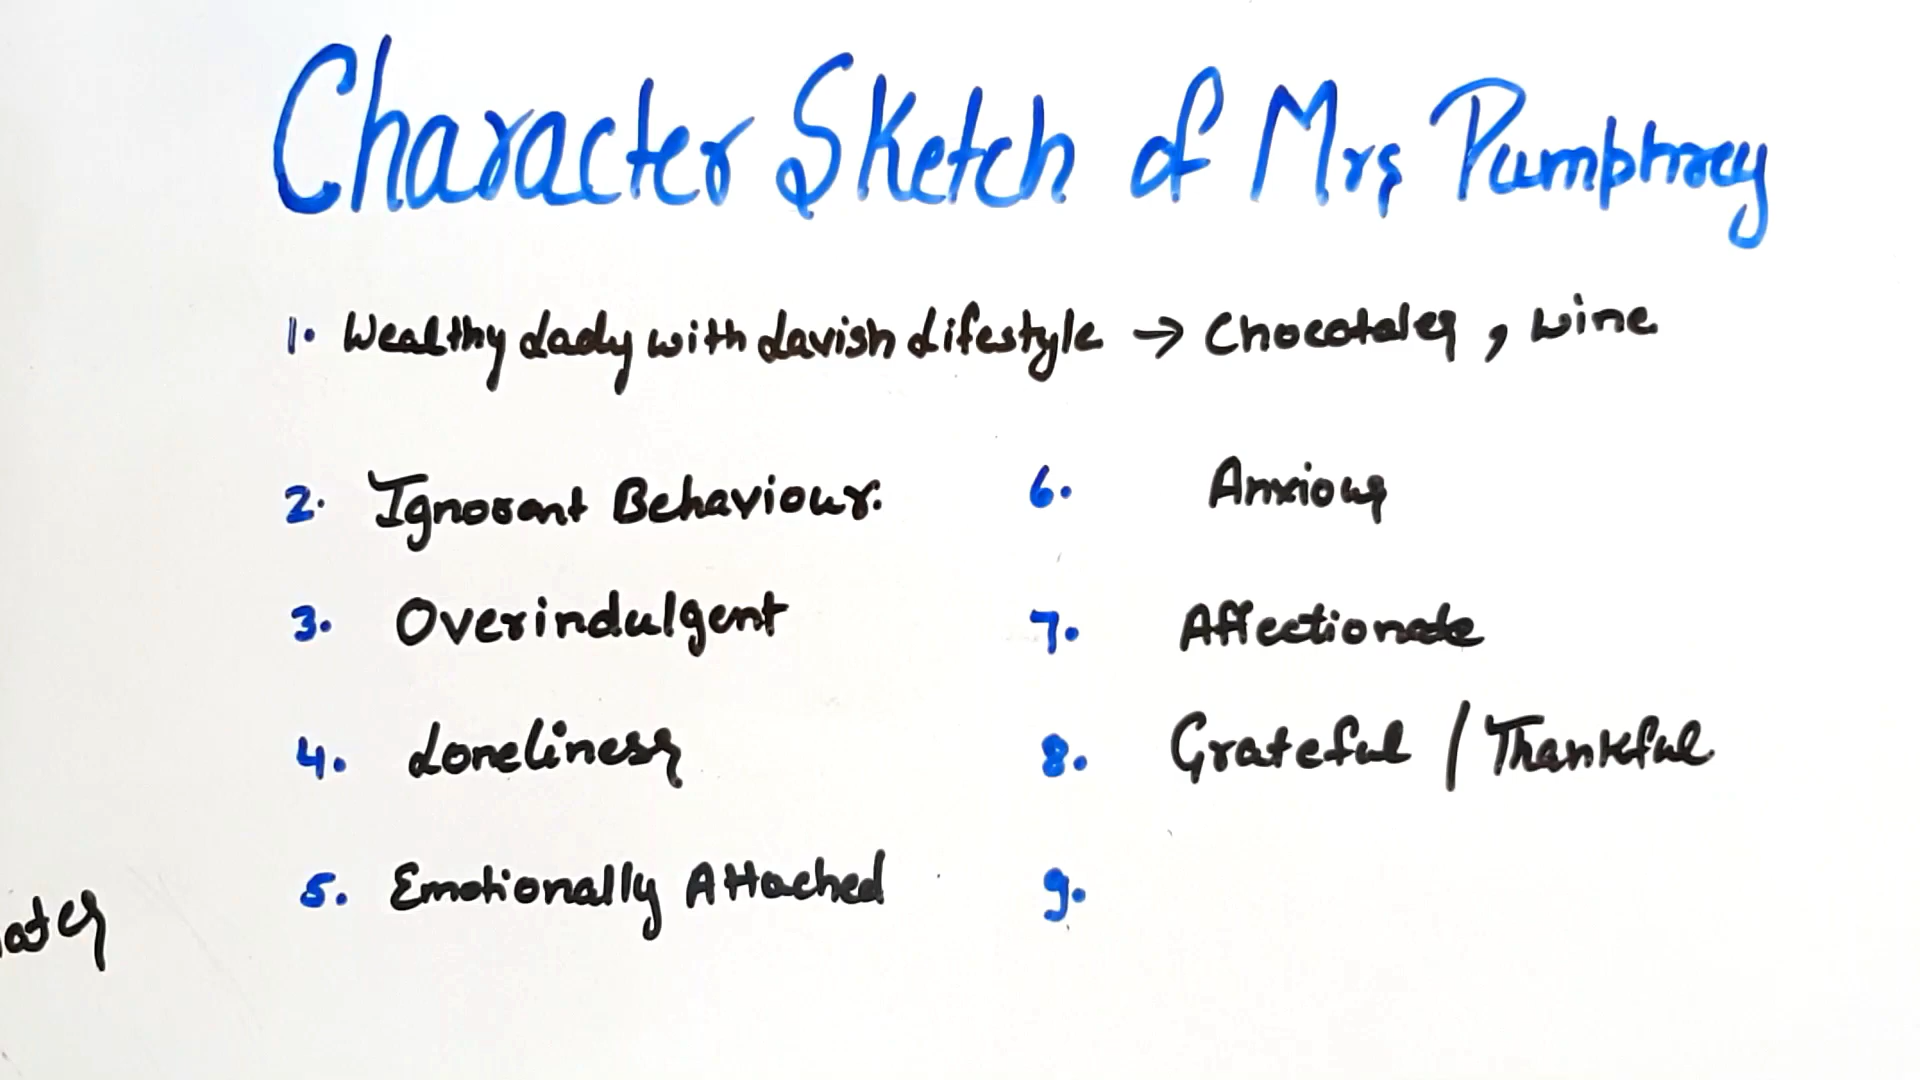 Character Sketch of Mrs Pumphrey
1. Wealthy Lady with Lavish Lifestyle → Chocolates, wine
2. Ignorant Behaviour.
3. Overindulgent
4. Loneliness
5. Emotionally Attached
6. Anxious
7. Affectionate
8. Grateful / Thankful
9.